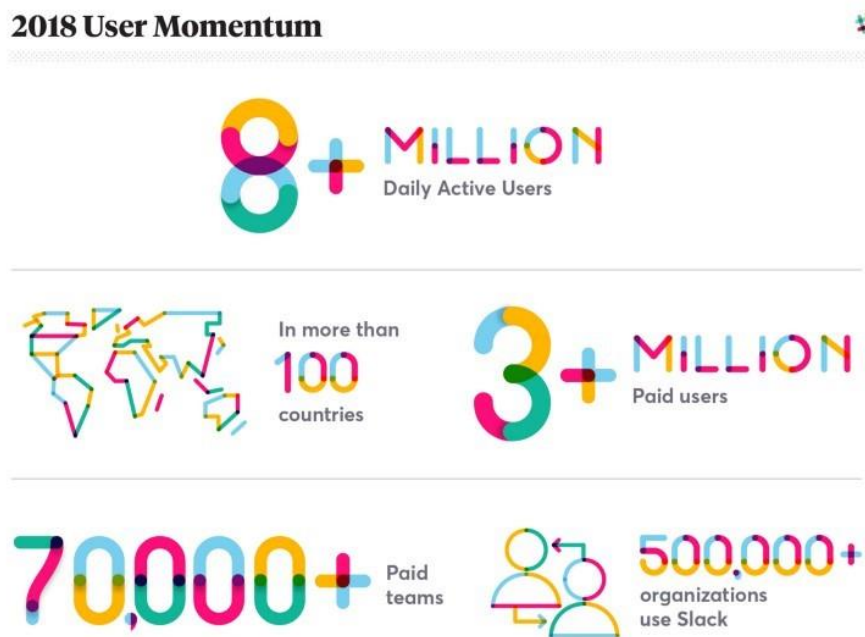 2018 User Momentum
8+ MILLION
Daily Active Users
In more than
100
countries
3+ MILLION
Paid users
70,000+
Paid
teams
500,000+
organizations
use Slack